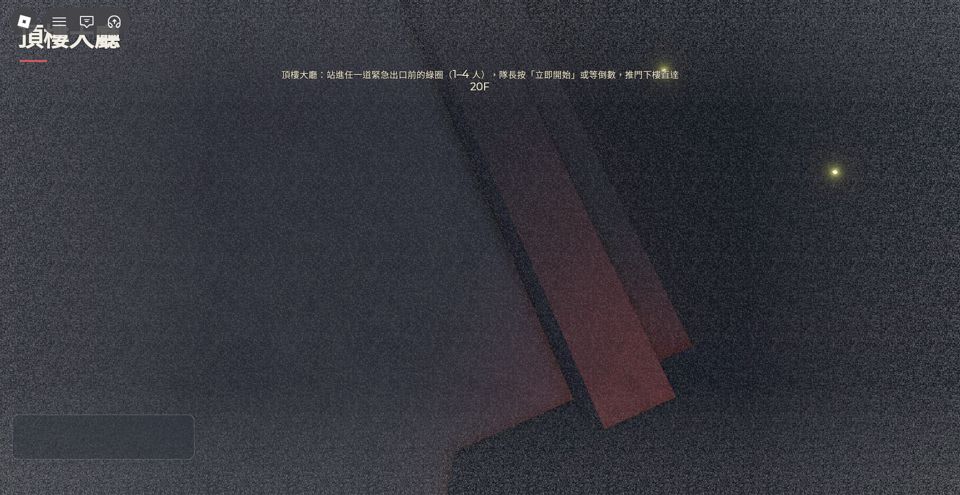 頂樓大廳
頂樓大廳：站進任一道緊急出口前的綠圈（1–4 人），隊長按「立即開始」或等倒數，推門下樓直達
20F